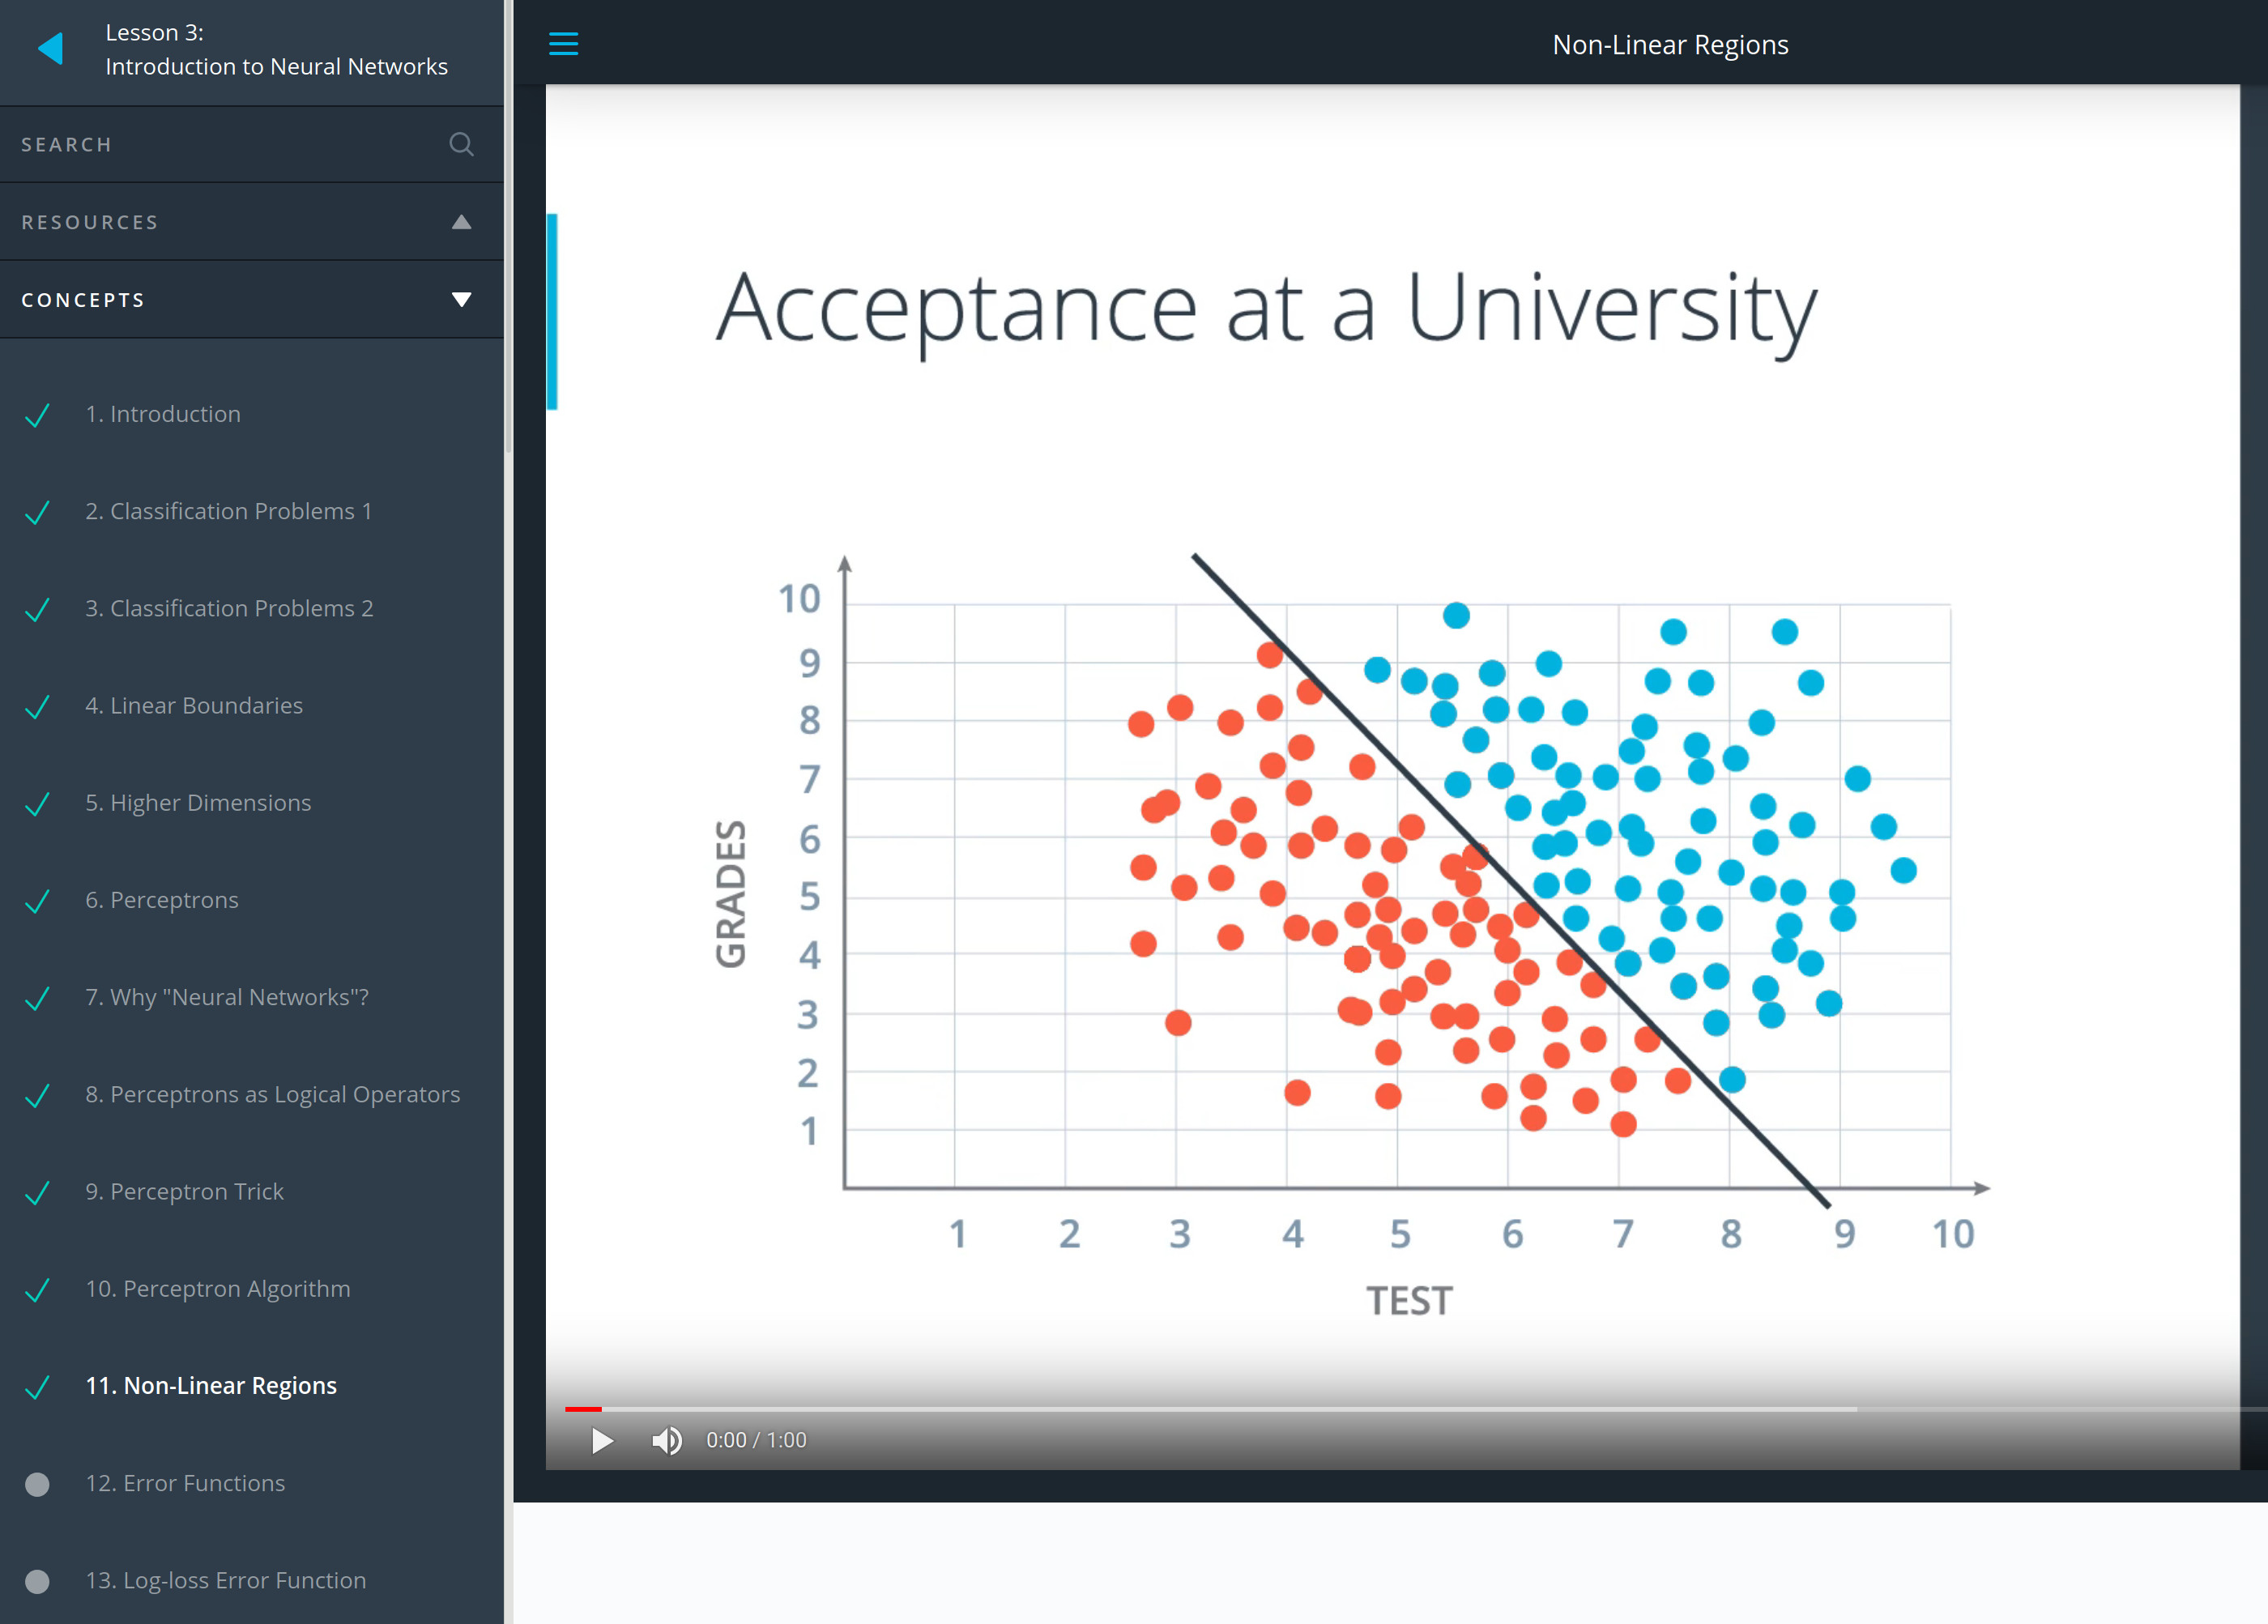 Lesson 3:
Introduction to Neural Networks
SEARCH
RESOURCES
CONCEPTS
1. Introduction
2. Classification Problems 1
3. Classification Problems 2
4. Linear Boundaries
5. Higher Dimensions
6. Perceptrons
7. Why "Neural Networks"?
8. Perceptrons as Logical Operators
9. Perceptron Trick
10. Perceptron Algorithm
11. Non-Linear Regions
12. Error Functions
13. Log-loss Error Function
Non-Linear Regions
Acceptance at a University
10
9
8
7
6
5
4
3
2
1
GRADES
1 2 3 4 5 6 7 8 9 10
TEST
0:00 / 1:00